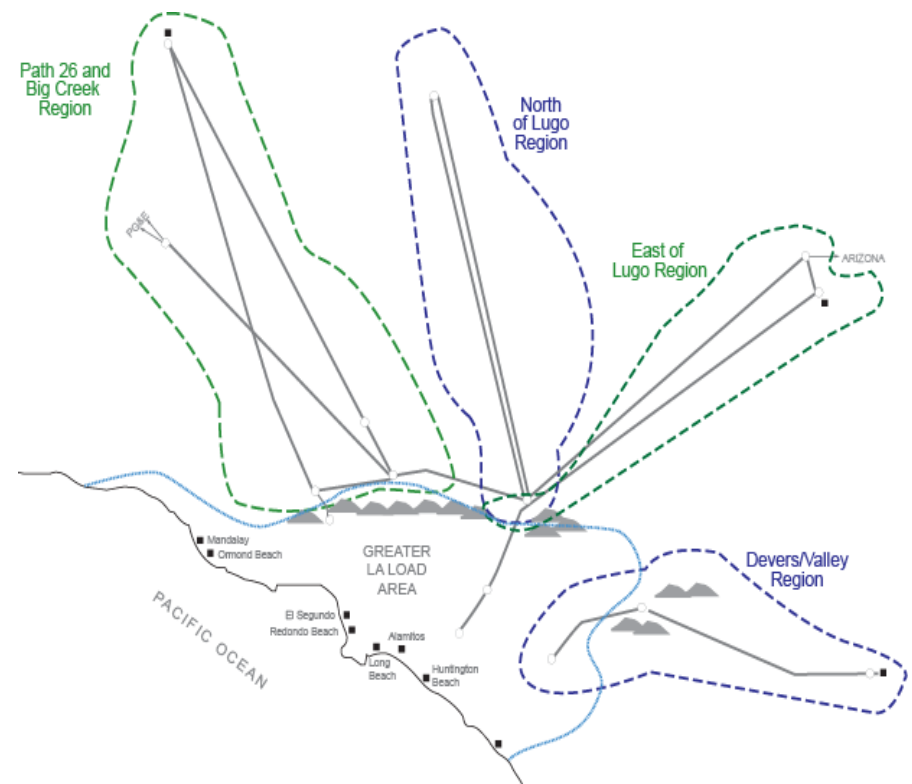 Path 26 and
Big Creek
Region
North
of Lugo
Region
PG&E
East of
Lugo Region
ARIZONA
Mandalay
Ormond Beach
GREATER
LA LOAD
AREA
Devers/Valley
Region
PACIFIC OCEAN
El Segundo
Redondo Beach
Alamitos
Long
Beach
Huntington
Beach